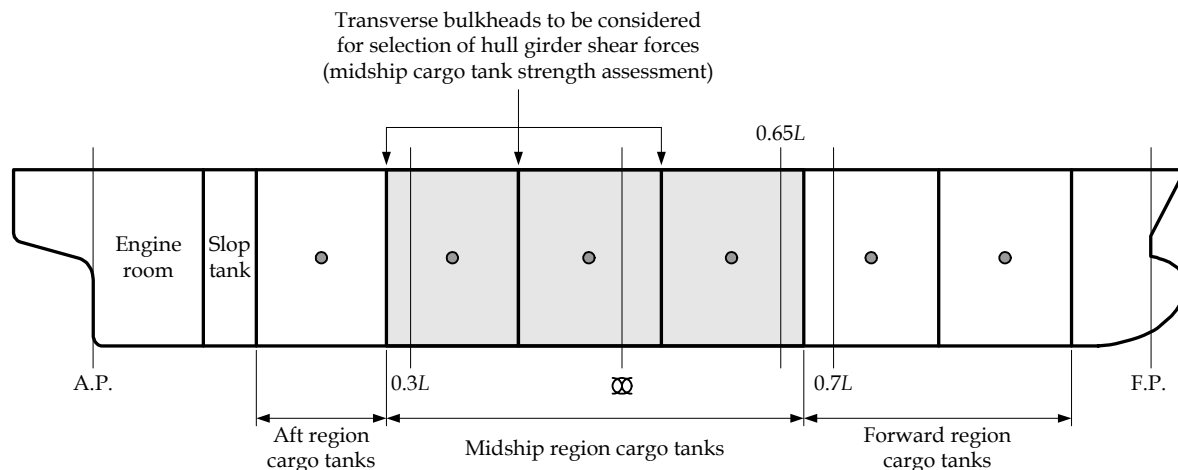 Transverse bulkheads to be considered
for selection of hull girder shear forces
(midship cargo tank strength assessment)
0.65L
Engine
room
Slop
tank
A.P.
0.3L
0.7L
F.P.
Aft region
cargo tanks
Midship region cargo tanks
Forward region
cargo tanks